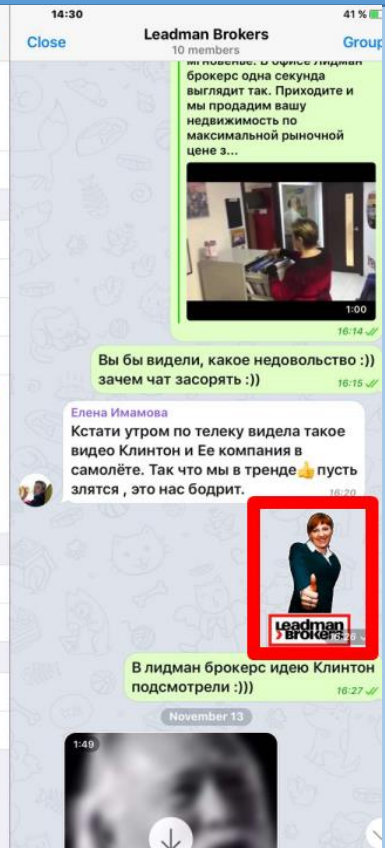 14:30
41 %
Close
Leadman Brokers
10 members
Group
мгновенье. В офисе Лидман
брокерс одна секунда
выглядит так. Приходите и
мы продадим вашу
недвижимость по
максимальной рыночной
цене з...
1:00
16:14
Вы бы видели, какое недовольство :))
зачем чат засорять :))
16:15
Елена Имамова
Кстати утром по телеку видела такое
видео Клинтон и Ее компания в
самолёте. Так что мы в тренде👍пусть
злятся , это нас бодрит.
16:20
Leadman
BROKER
16:26
В лидман брокерс идею Клинтон
подсмотрели :)))
16:27
November 13
1:49